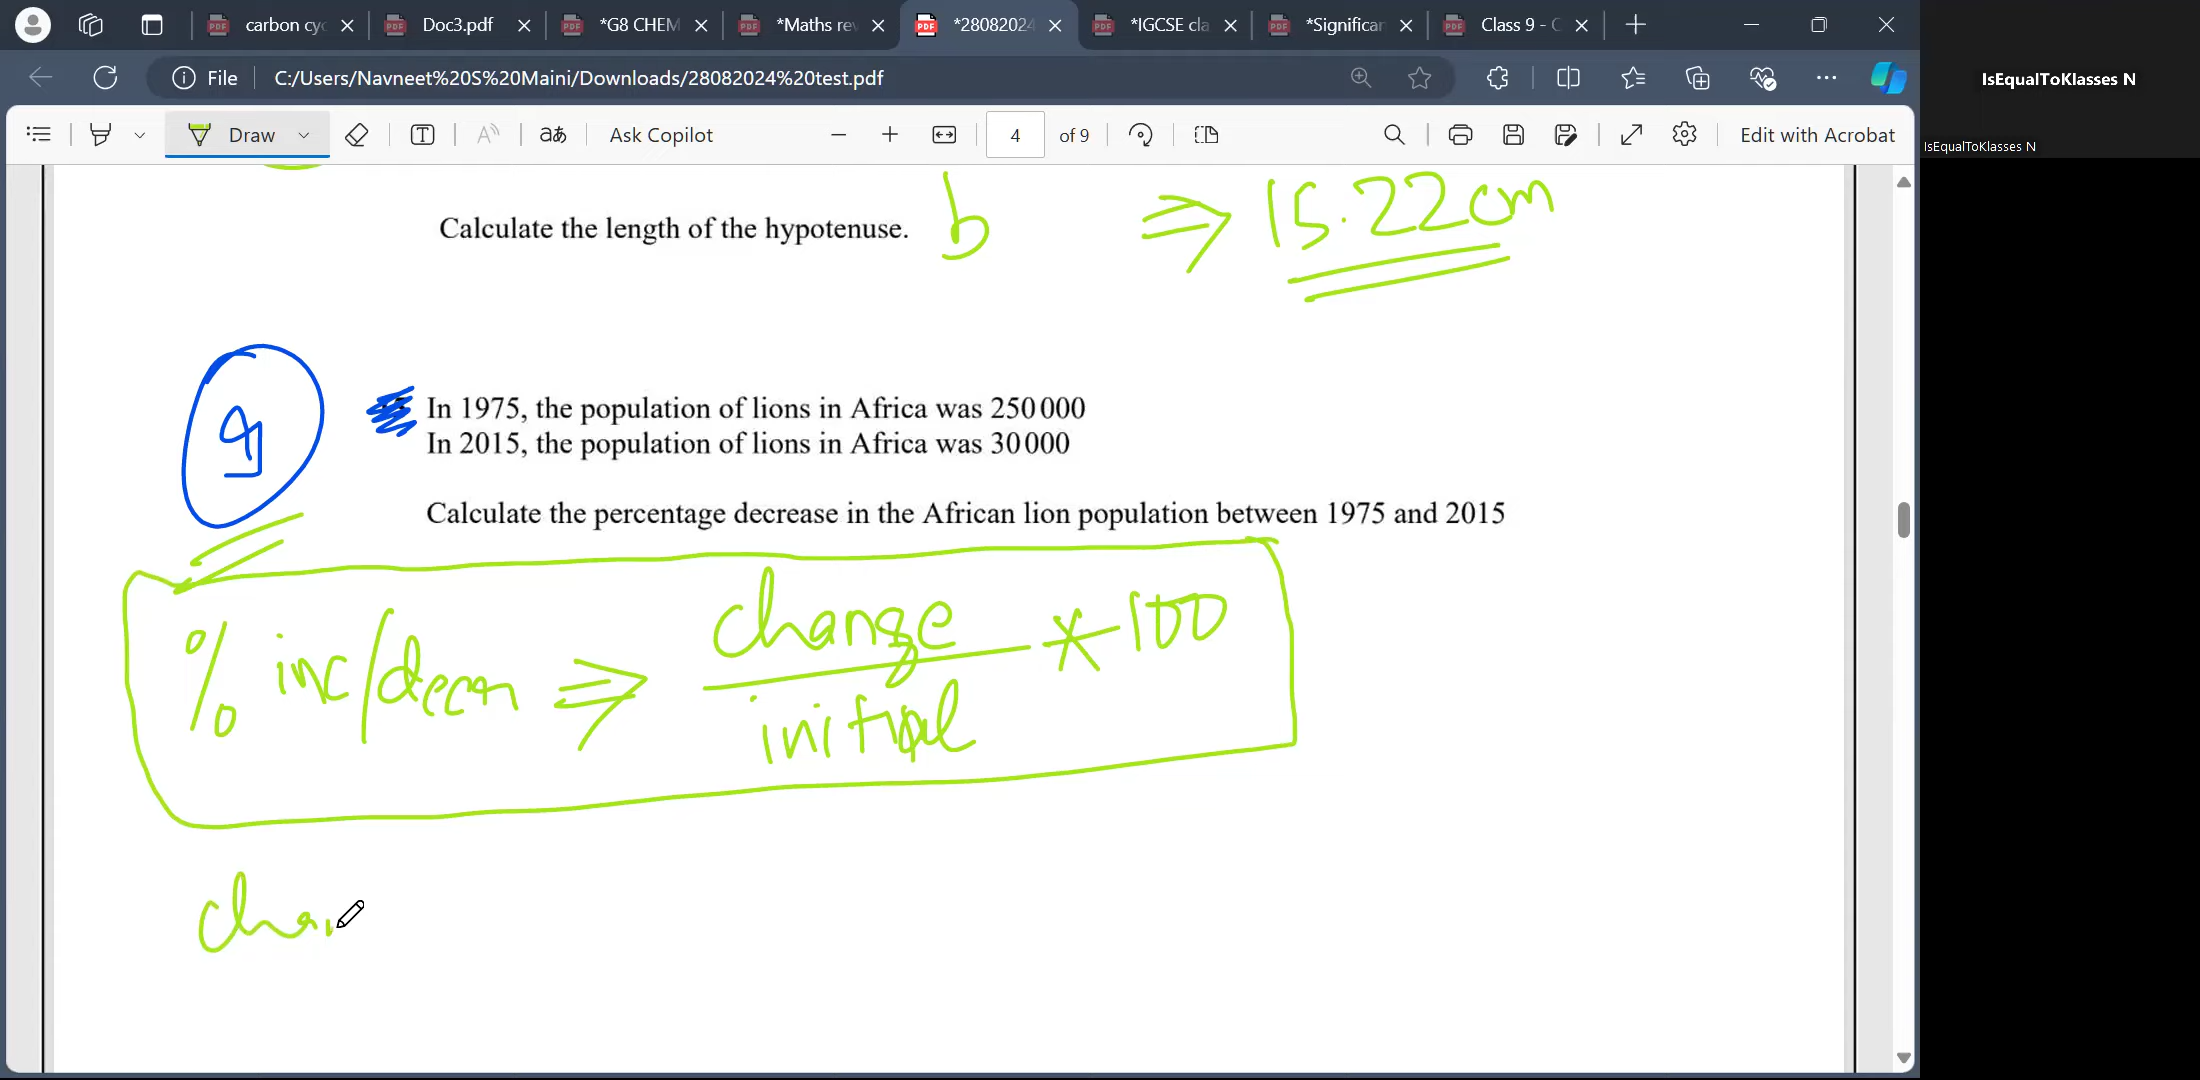 carbon cy
Doc3.pdf
*G8 CHEM
*Maths rev
*28082024
*IGCSE cla
*Significan
Class 9 - C
File
C:/Users/Navneet%20S%20Maini/Downloads/28082024%20test.pdf
IsEqualToKlasses N
Draw
Ask Copilot
4
of 9
Edit with Acrobat
IsEqualToKlasses N
Calculate the length of the hypotenuse.
b ⇒ 15.22cm
9
In 1975, the population of lions in Africa was 250 000
In 2015, the population of lions in Africa was 30 000
Calculate the percentage decrease in the African lion population between 1975 and 2015
% inc/decr ⇒ change
initial
* 100
chan